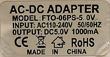 AC-DC ADAPTER
MODEL: FTO-06PS-5.0V
INPUT:AC110-240V 50/60HZ
OUTPUT:DC5.0V 1000mA